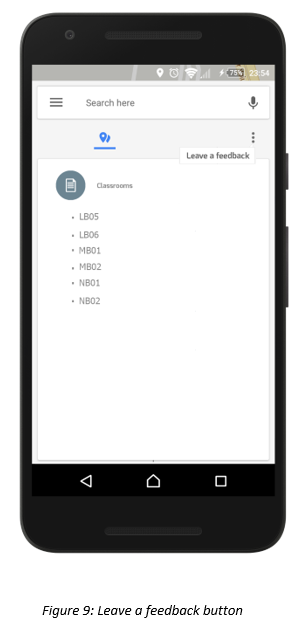 75% 23:54
Search here
Leave a feedback
Classrooms
• LB05
• LB06
• MB01
• MB02
• NB01
• NB02
Figure 9: Leave a feedback button